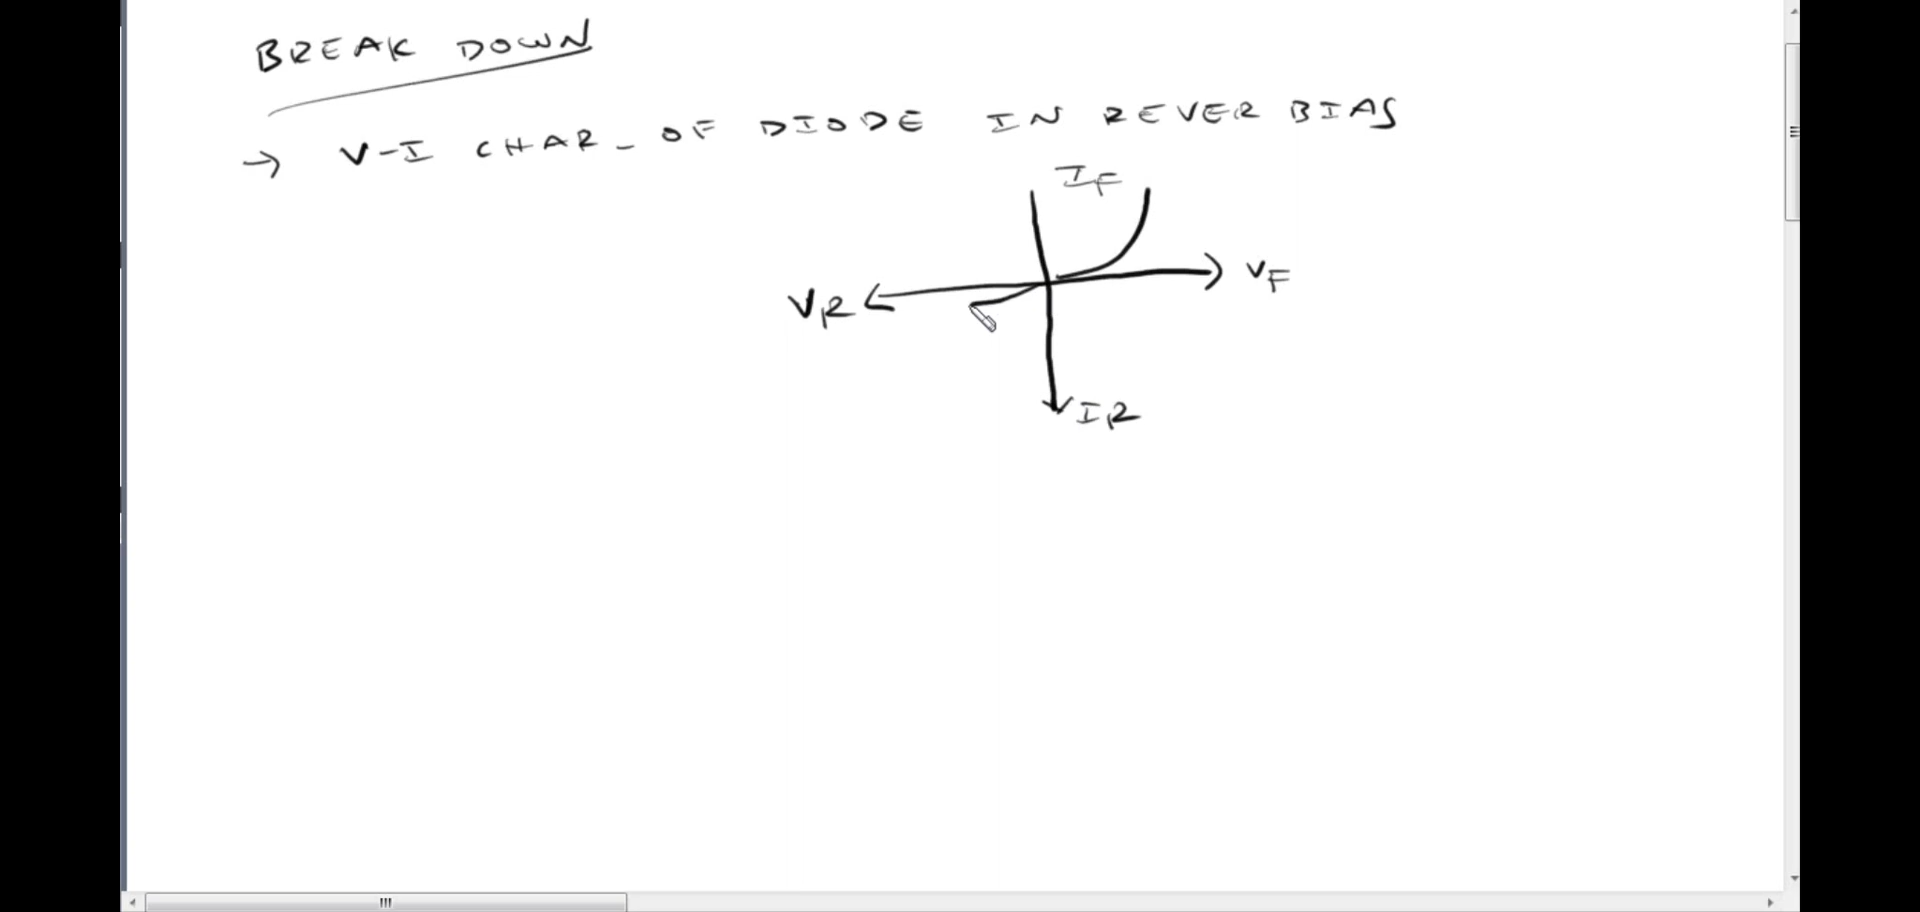 BREAK DOWN
→ V-I CHAR_ OF DIODE IN REVER BIAS
IF
VF
VR
IR